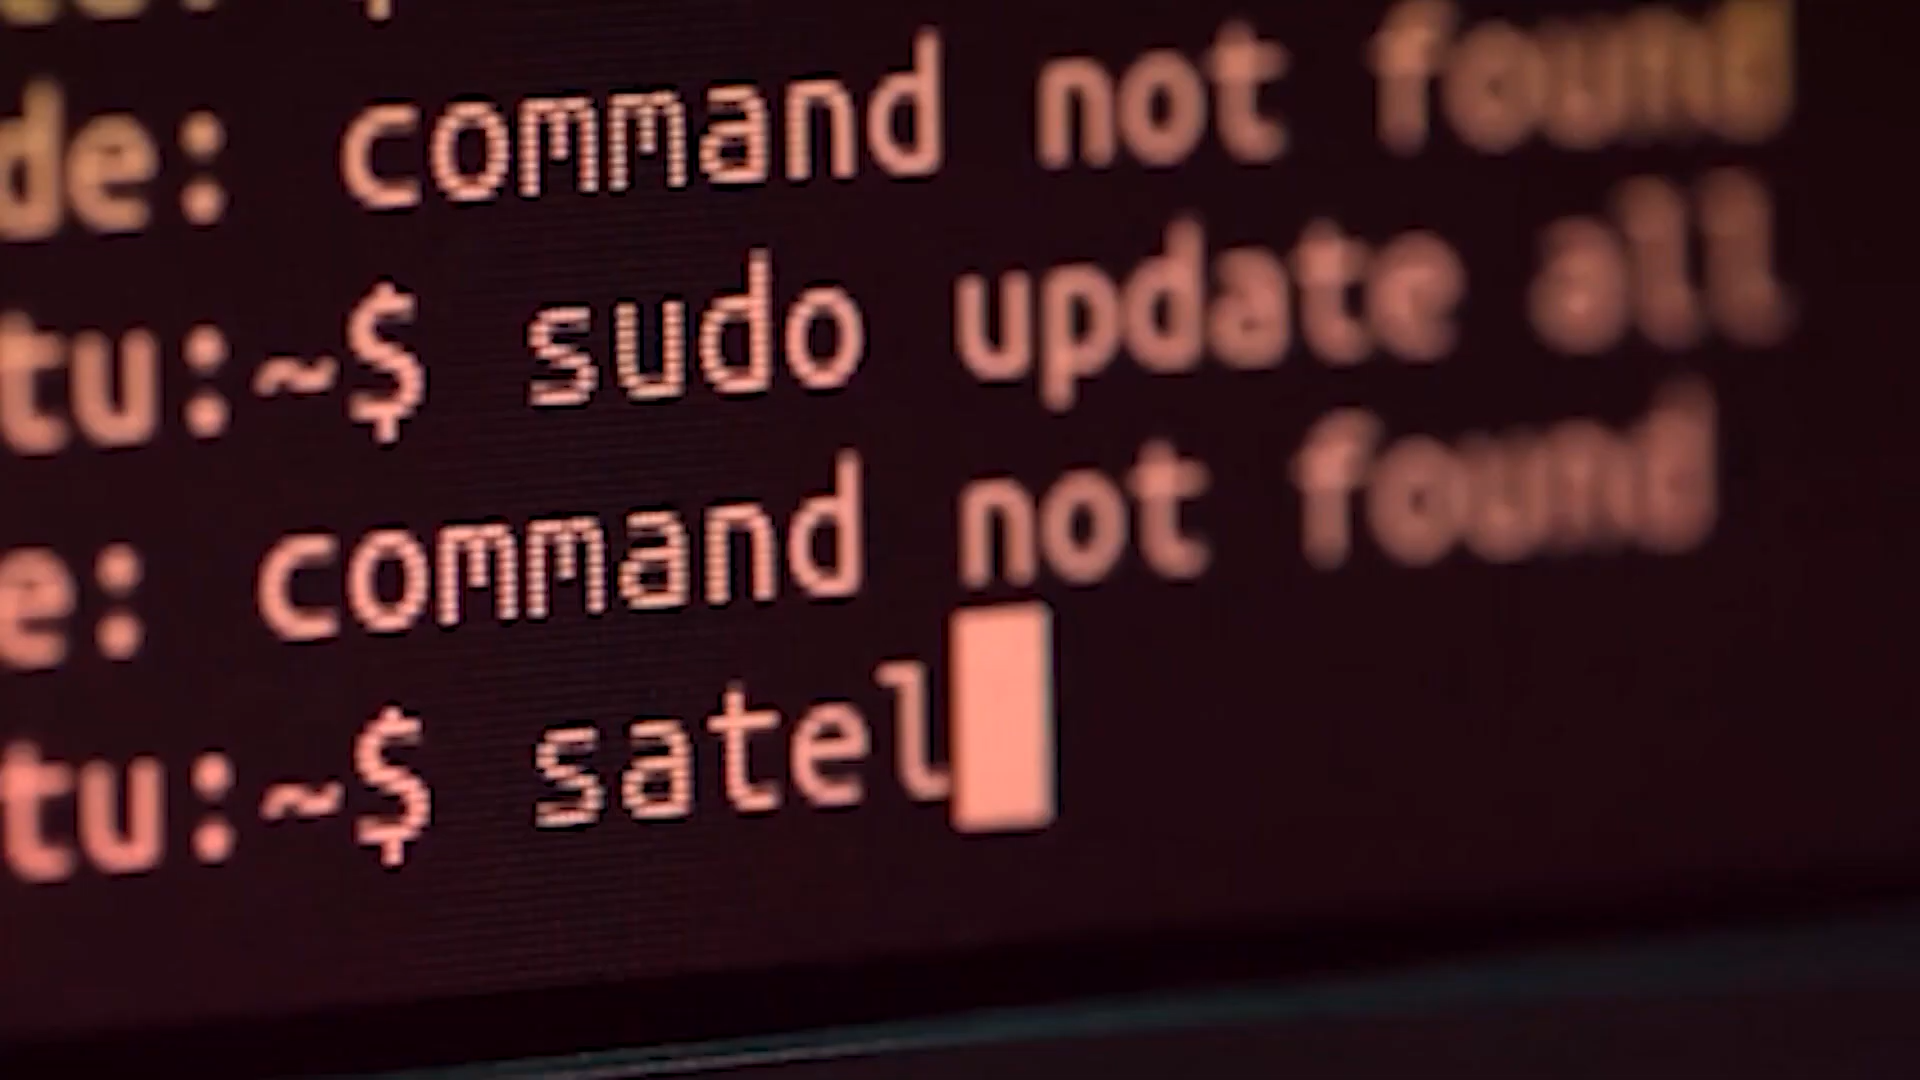 de: command not found
tu:~$ sudo update all
e: command not found
tu:~$ satel